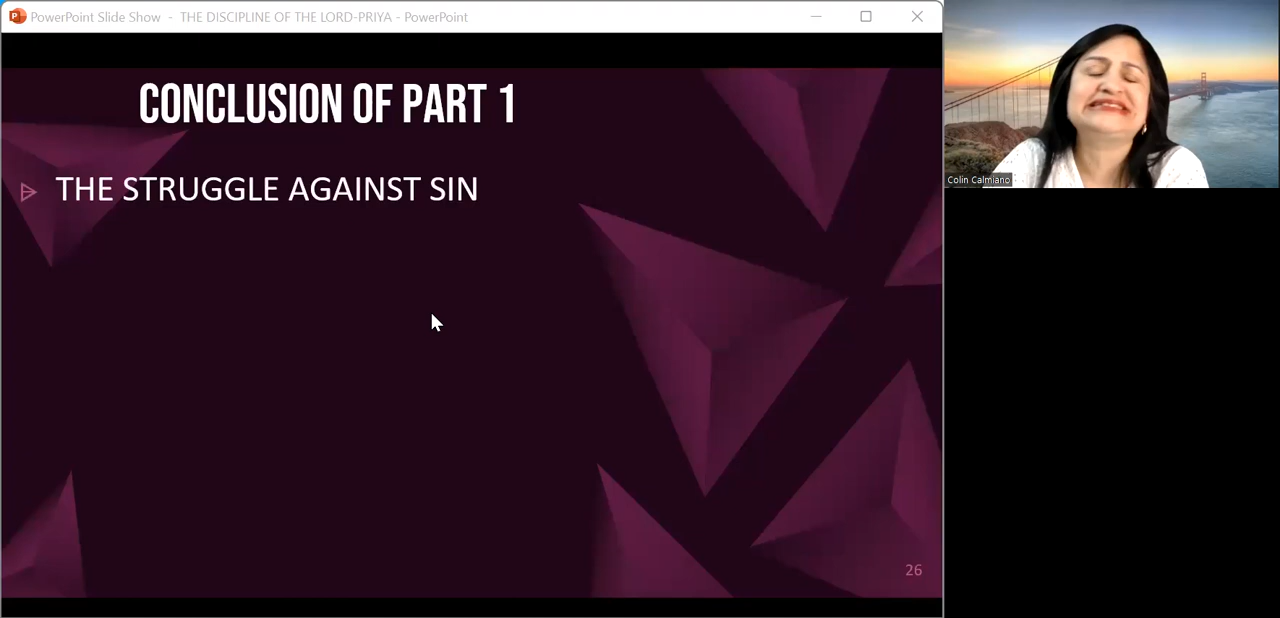 PowerPoint Slide Show - THE DISCIPLINE OF THE LORD-PRIYA - PowerPoint
CONCLUSION OF PART 1
THE STRUGGLE AGAINST SIN
26
Colin Calmiano